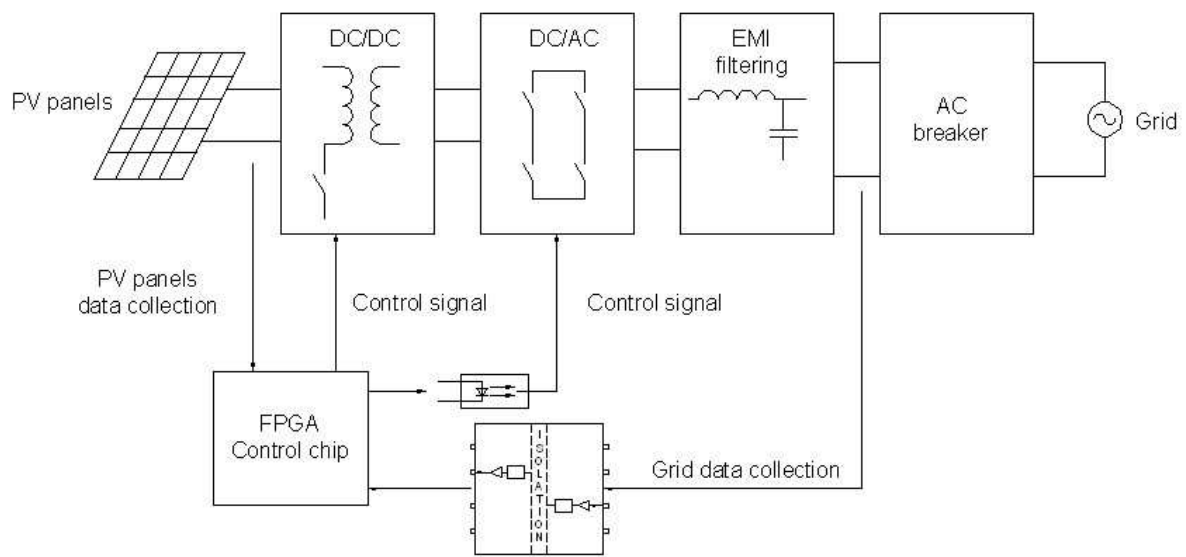 DC/DC
DC/AC
EMI
filtering
PV panels
AC
breaker
Grid
PV panels
data collection
Control signal
Control signal
FPGA
Control chip
ISOLATION
Grid data collection